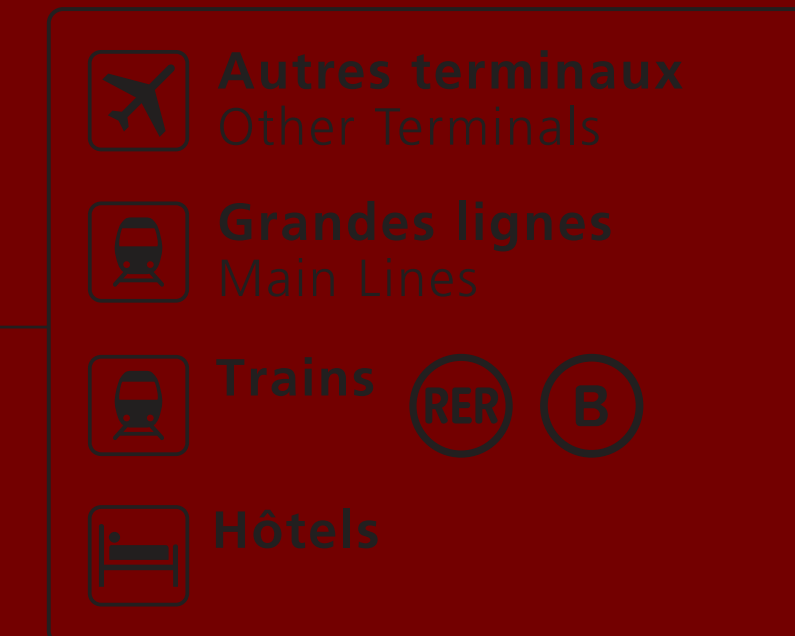 Autres terminaux
Other Terminals
Grandes lignes
Main Lines
Trains RER B
Hôtels